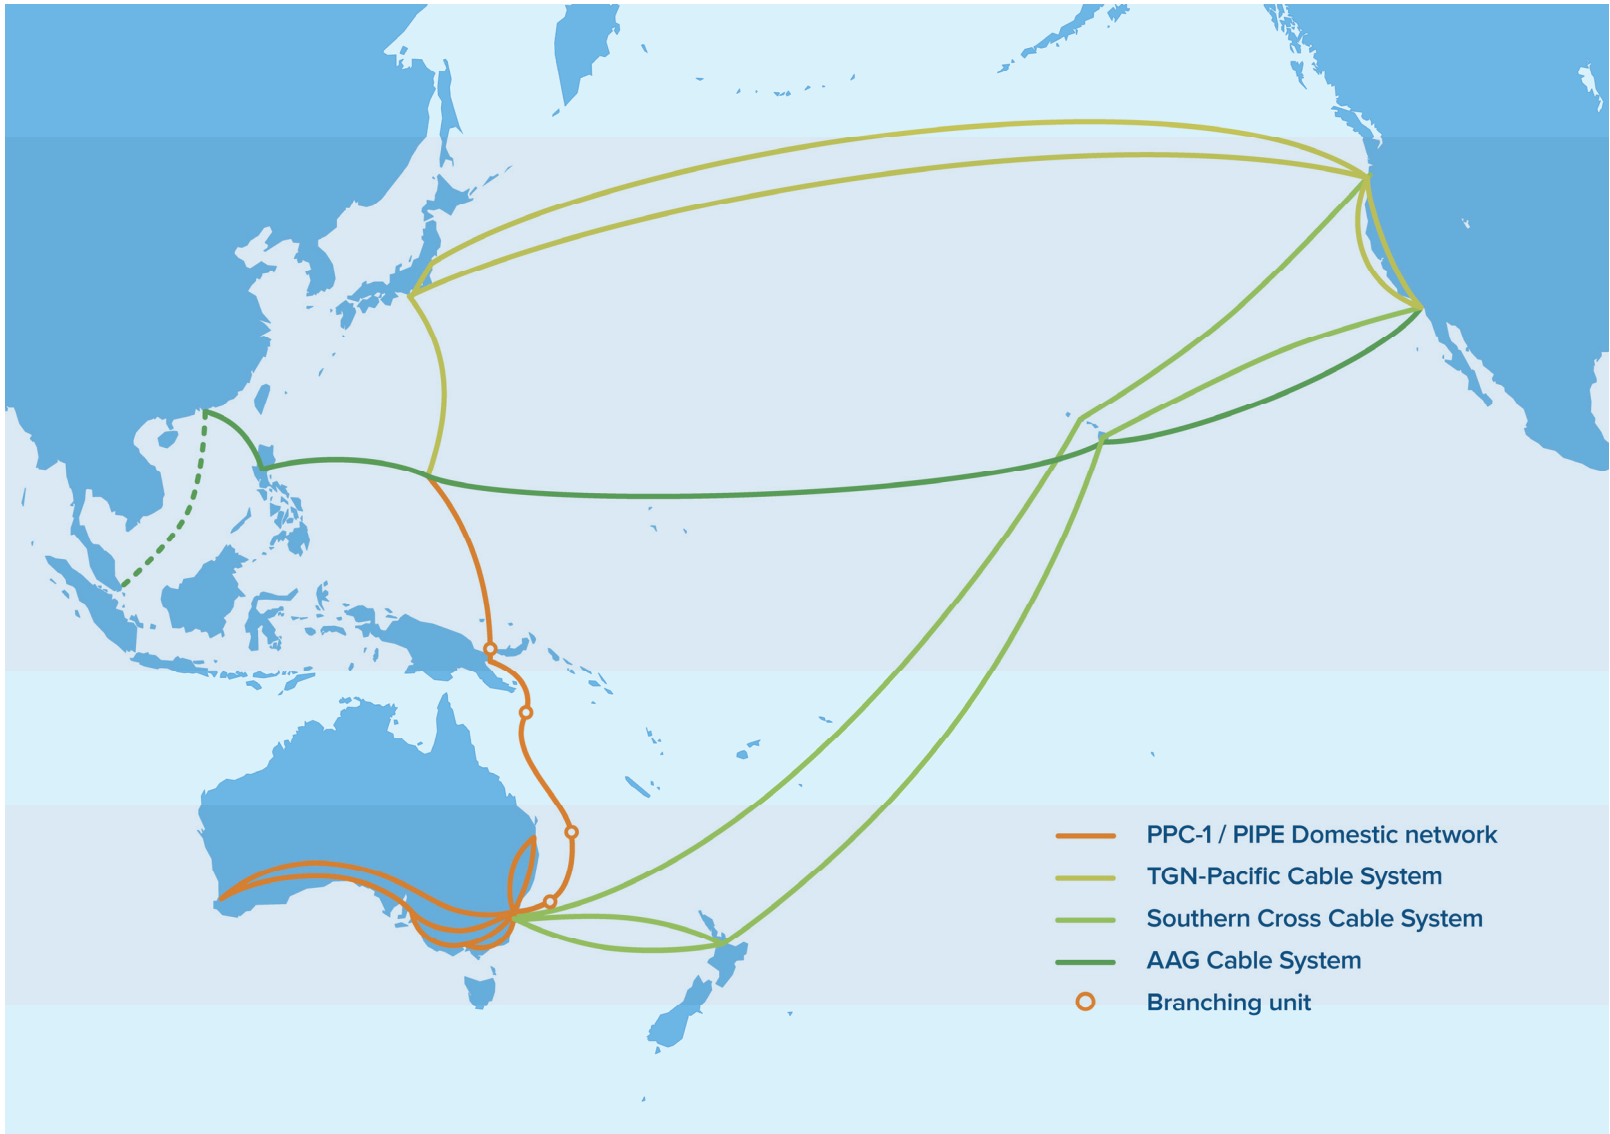 PPC-1 / PIPE Domestic network
TGN-Pacific Cable System
Southern Cross Cable System
AAG Cable System
Branching unit